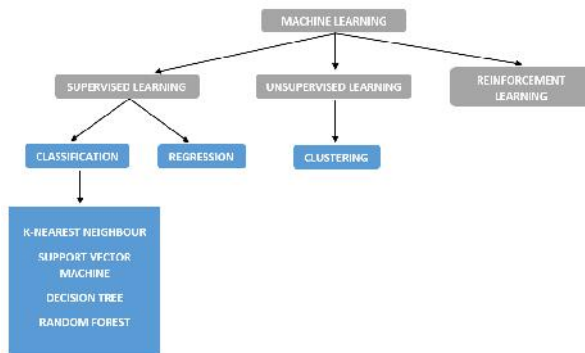 MACHINE LEARNING
SUPERVISED LEARNING
UNSUPERVISED LEARNING
REINFORCEMENT
LEARNING
CLASSIFICATION
REGRESSION
CLUSTERING
K-NEAREST NEIGHBOUR
SUPPORT VECTOR
MACHINE
DECISION TREE
RANDOM FOREST